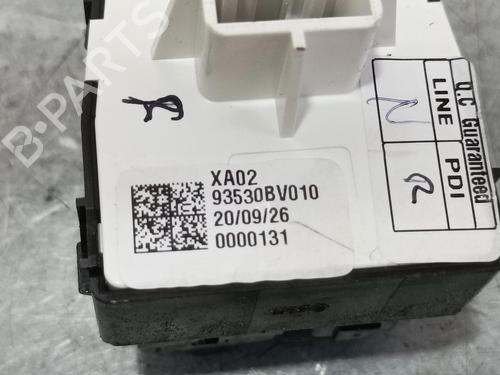 B-PARTS
Q.C Guaranteed
LINE PDI
N
XA02
93530BV010
20/09/26
0000131